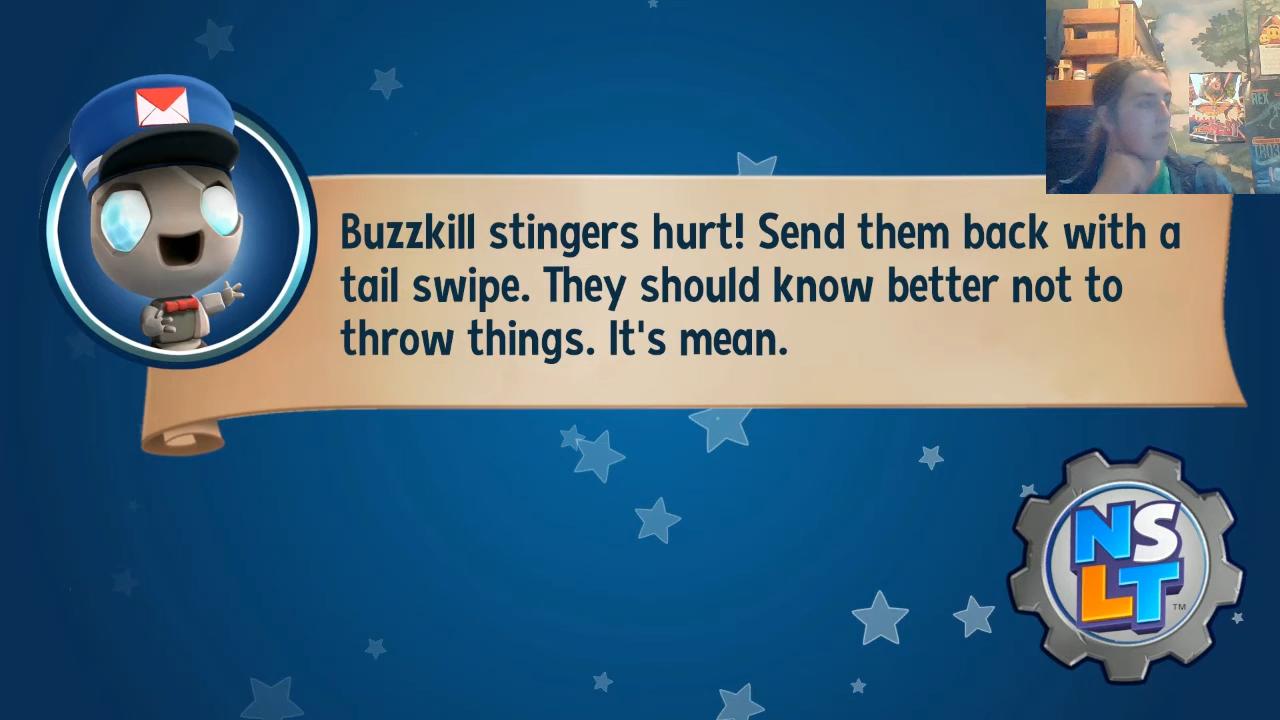 Buzzkill stingers hurt! Send them back with a
tail swipe. They should know better not to
throw things. It's mean.
NS
LT
TM